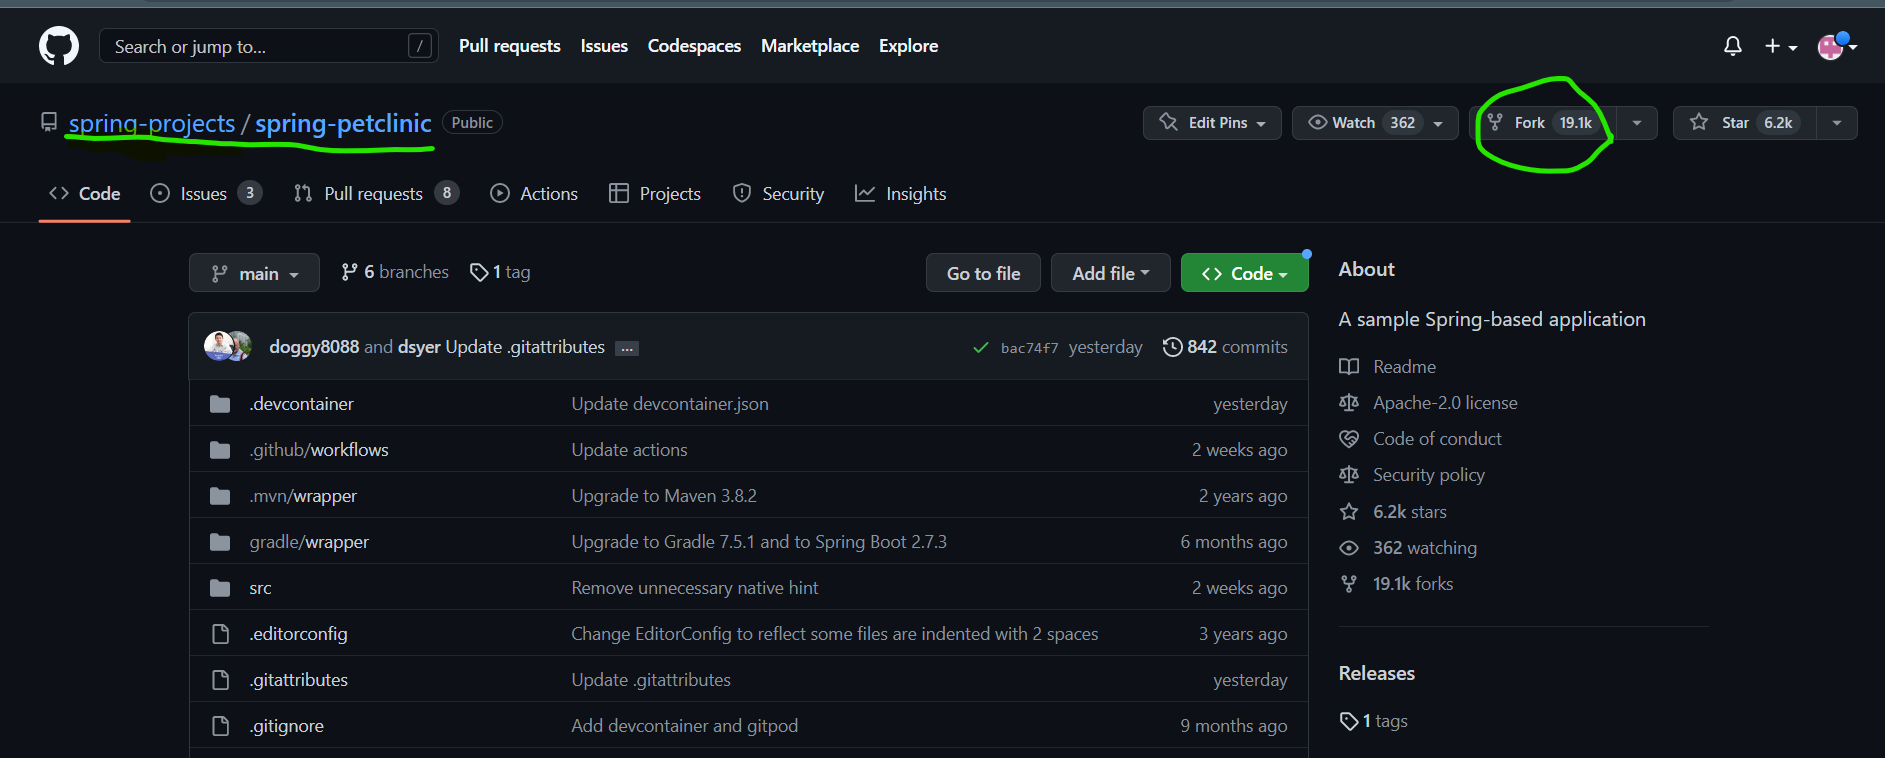 Search or jump to... / Pull requests Issues Codespaces Marketplace Explore
spring-projects / spring-petclinic Public Edit Pins Watch 362 Fork 19.1k Star 6.2k
Code Issues 3 Pull requests 8 Actions Projects Security Insights
main 6 branches 1 tag Go to file Add file Code
doggy8088 and dsyer Update .gitattributes ... bac74f7 yesterday 842 commits
.devcontainer Update devcontainer.json yesterday
.github/workflows Update actions 2 weeks ago
.mvn/wrapper Upgrade to Maven 3.8.2 2 years ago
gradle/wrapper Upgrade to Gradle 7.5.1 and to Spring Boot 2.7.3 6 months ago
src Remove unnecessary native hint 2 weeks ago
.editorconfig Change EditorConfig to reflect some files are indented with 2 spaces 3 years ago
.gitattributes Update .gitattributes yesterday
.gitignore Add devcontainer and gitpod 9 months ago
About
A sample Spring-based application
Readme
Apache-2.0 license
Code of conduct
Security policy
6.2k stars
362 watching
19.1k forks
Releases
1 tags